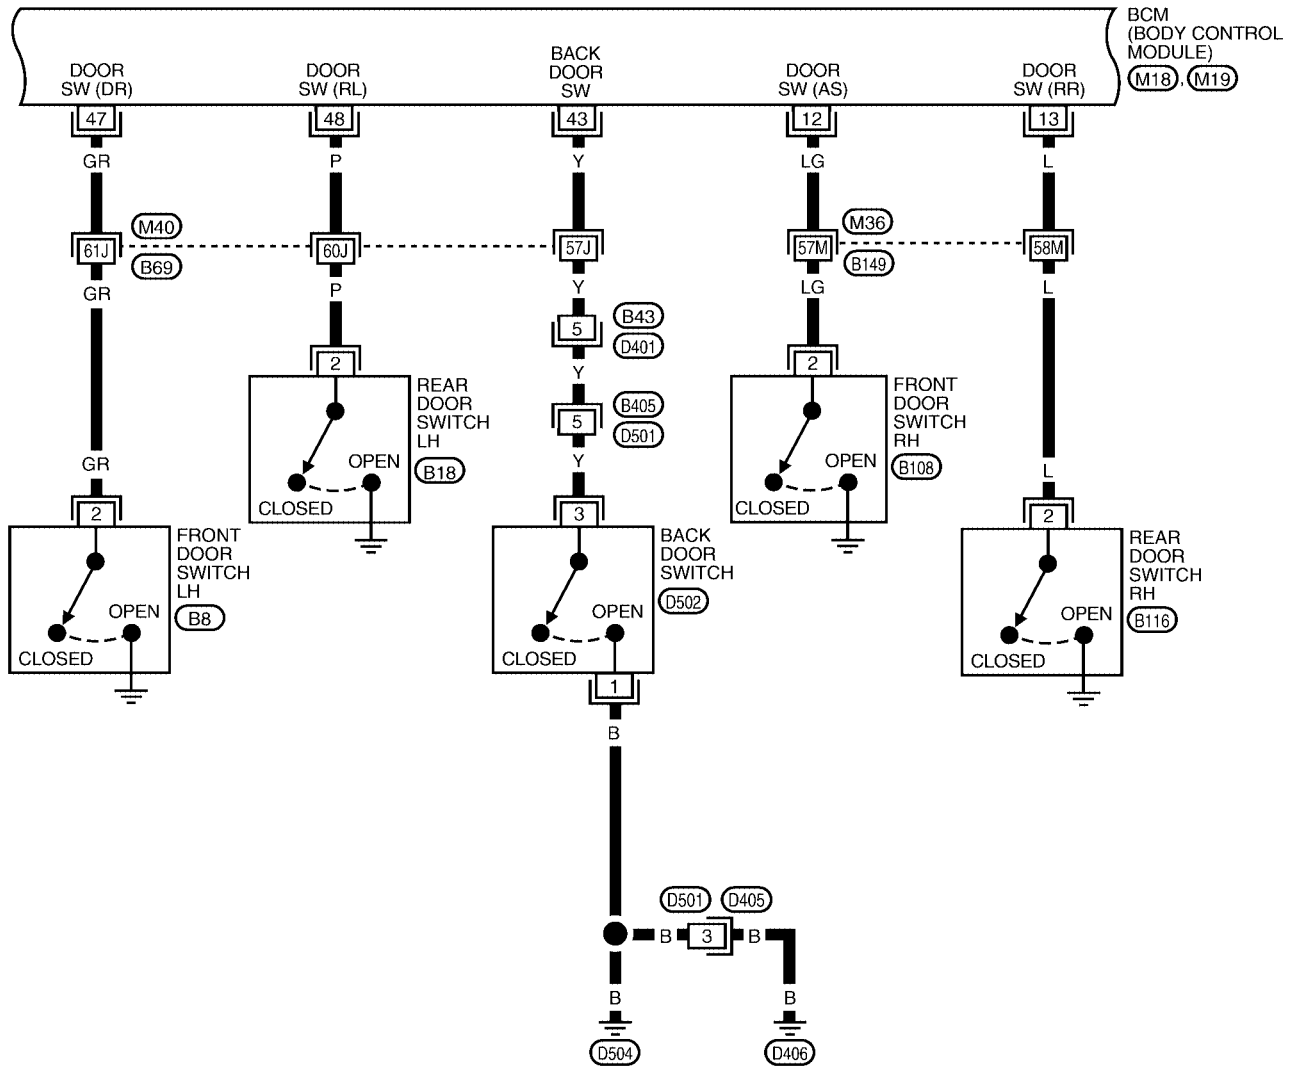 BCM
(BODY CONTROL
MODULE)
M18, M19
DOOR
SW (DR)
DOOR
SW (RL)
BACK
DOOR
SW
DOOR
SW (AS)
DOOR
SW (RR)
47
48
43
12
13
GR
P
Y
LG
L
M40
M36
61J
60J
57J
57M
58M
B69
B149
GR
P
Y
LG
L
5
B43
D401
Y
2
2
REAR
DOOR
SWITCH
LH
B18
OPEN
CLOSED
5
B405
D501
Y
FRONT
DOOR
SWITCH
RH
B108
OPEN
CLOSED
GR
L
2
3
2
FRONT
DOOR
SWITCH
LH
B8
OPEN
CLOSED
BACK
DOOR
SWITCH
D502
OPEN
CLOSED
REAR
DOOR
SWITCH
RH
B116
OPEN
CLOSED
1
B
D501
D405
B
3
B
B
B
D504
D406